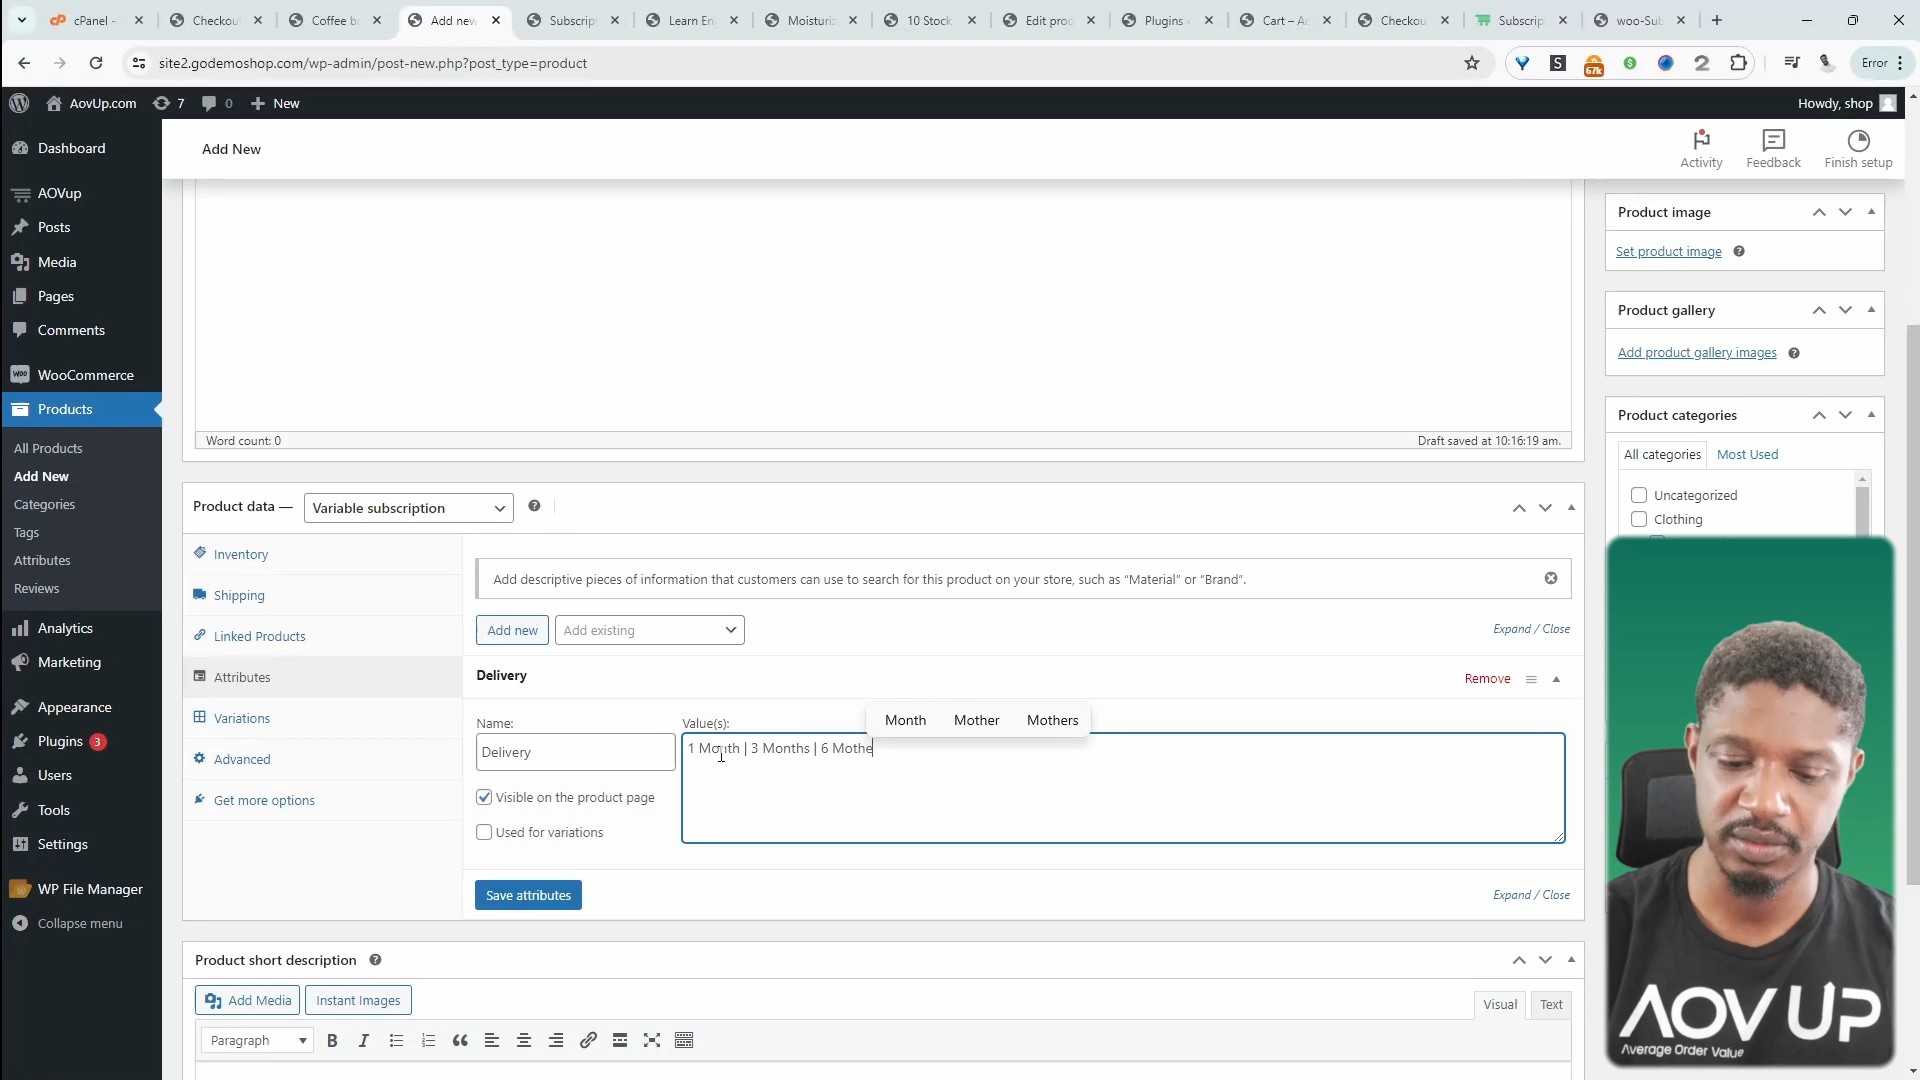 cPanel -
Checkou
Coffee b
Add new
Subscrip
Learn En
Moisturiz
10 Stock
Edit prod
Plugins
Cart – A
Checkou
Subscrip
woo-Sub
site2.godemoshop.com/wp-admin/post-new.php?post_type=product
S
67k
Error
AovUp.com
7
0
New
Howdy, shop
Dashboard
AOVup
Posts
Media
Pages
Comments
WooCommerce
Products
All Products
Add New
Categories
Tags
Attributes
Reviews
Analytics
Marketing
Appearance
Plugins 3
Users
Tools
Settings
WP File Manager
Collapse menu
Add New
Activity
Feedback
Finish setup
Word count: 0
Draft saved at 10:16:19 am.
Product data —
Variable subscription
Inventory
Shipping
Linked Products
Attributes
Variations
Advanced
Get more options
Add descriptive pieces of information that customers can use to search for this product on your store, such as “Material” or “Brand”.
Add new
Add existing
Expand / Close
Delivery
Remove
Name:
Value(s):
Month
Mother
Mothers
Delivery
1 Month | 3 Months | 6 Mothe
Visible on the product page
Used for variations
Save attributes
Expand / Close
Product short description
Add Media
Instant Images
Visual
Text
Paragraph
B
I
Product image
Set product image
Product gallery
Add product gallery images
Product categories
All categories
Most Used
Uncategorized
Clothing
AOV UP
Average Order Value